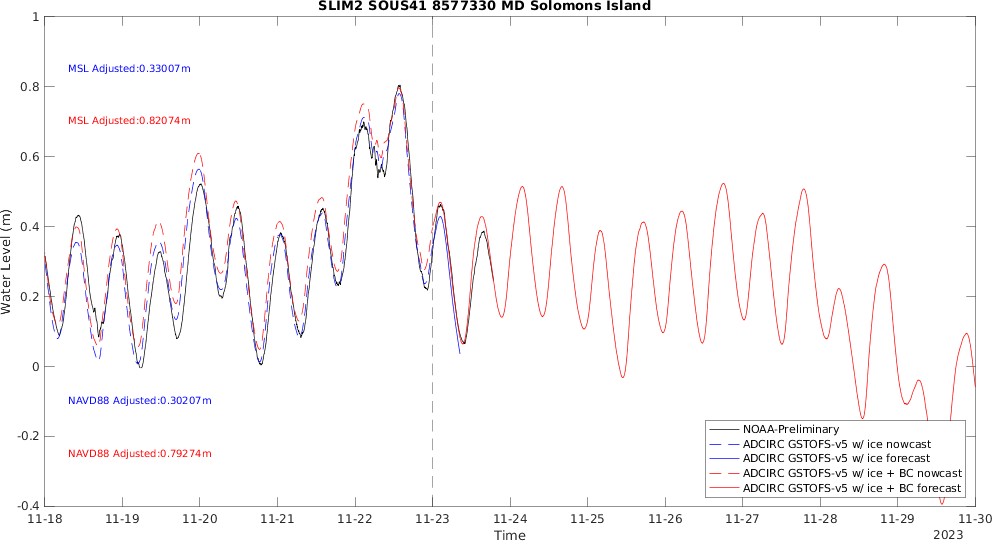 SLIM2 SOUS41 8577330 MD Solomons Island
1
0.8
0.6
0.4
0.2
0
-0.2
-0.4
Water Level (m)
MSL Adjusted:0.33007m
MSL Adjusted:0.82074m
NAVD88 Adjusted:0.30207m
NAVD88 Adjusted:0.79274m
NOAA-Preliminary
ADCIRC GSTOFS-v5 w/ ice nowcast
ADCIRC GSTOFS-v5 w/ ice forecast
ADCIRC GSTOFS-v5 w/ ice + BC nowcast
ADCIRC GSTOFS-v5 w/ ice + BC forecast
11-18 11-19 11-20 11-21 11-22 11-23 11-24 11-25 11-26 11-27 11-28 11-29 11-30
Time
2023